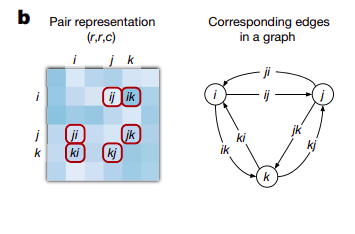 b
Pair representation
(r,r,c)
i j k
i ij ik
j ji jk
k ki kj
Corresponding edges
in a graph
ji
i ij j
ki jk
ik kj
k